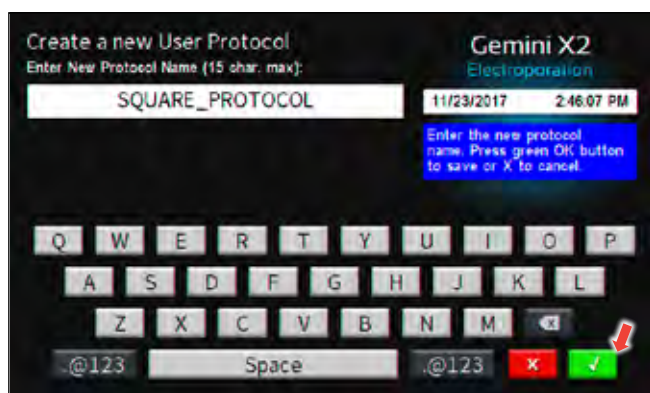 Create a new User Protocol
Enter New Protocol Name (15 char. max):
SQUARE_PROTOCOL
Gemini X2
Electroporation
11/23/2017 2:46:07 PM
Enter the new protocol
name. Press green OK button
to save or X to cancel.
Q W E R T Y U I O P
A S D F G H J K L
Z X C V B N M
.@123 Space .@123